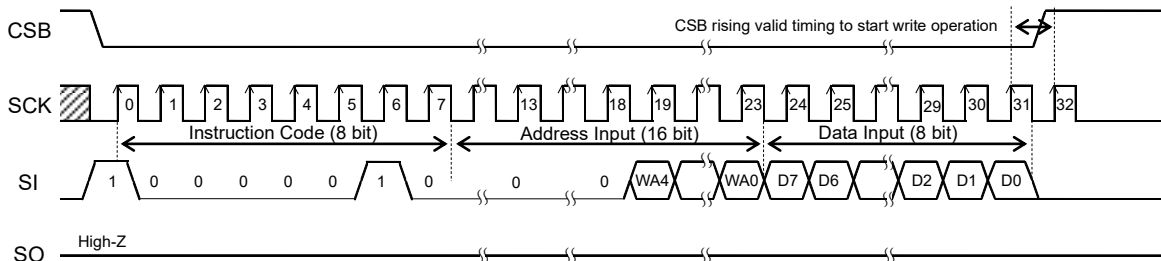 CSB
CSB rising valid timing to start write operation
SCK
0 1 2 3 4 5 6 7 13 18 19 23 24 25 29 30 31 32
Instruction Code (8 bit) Address Input (16 bit) Data Input (8 bit)
SI
1 0 0 0 0 0 1 0 0 0 WA4 WA0 D7 D6 D2 D1 D0
High-Z
SO